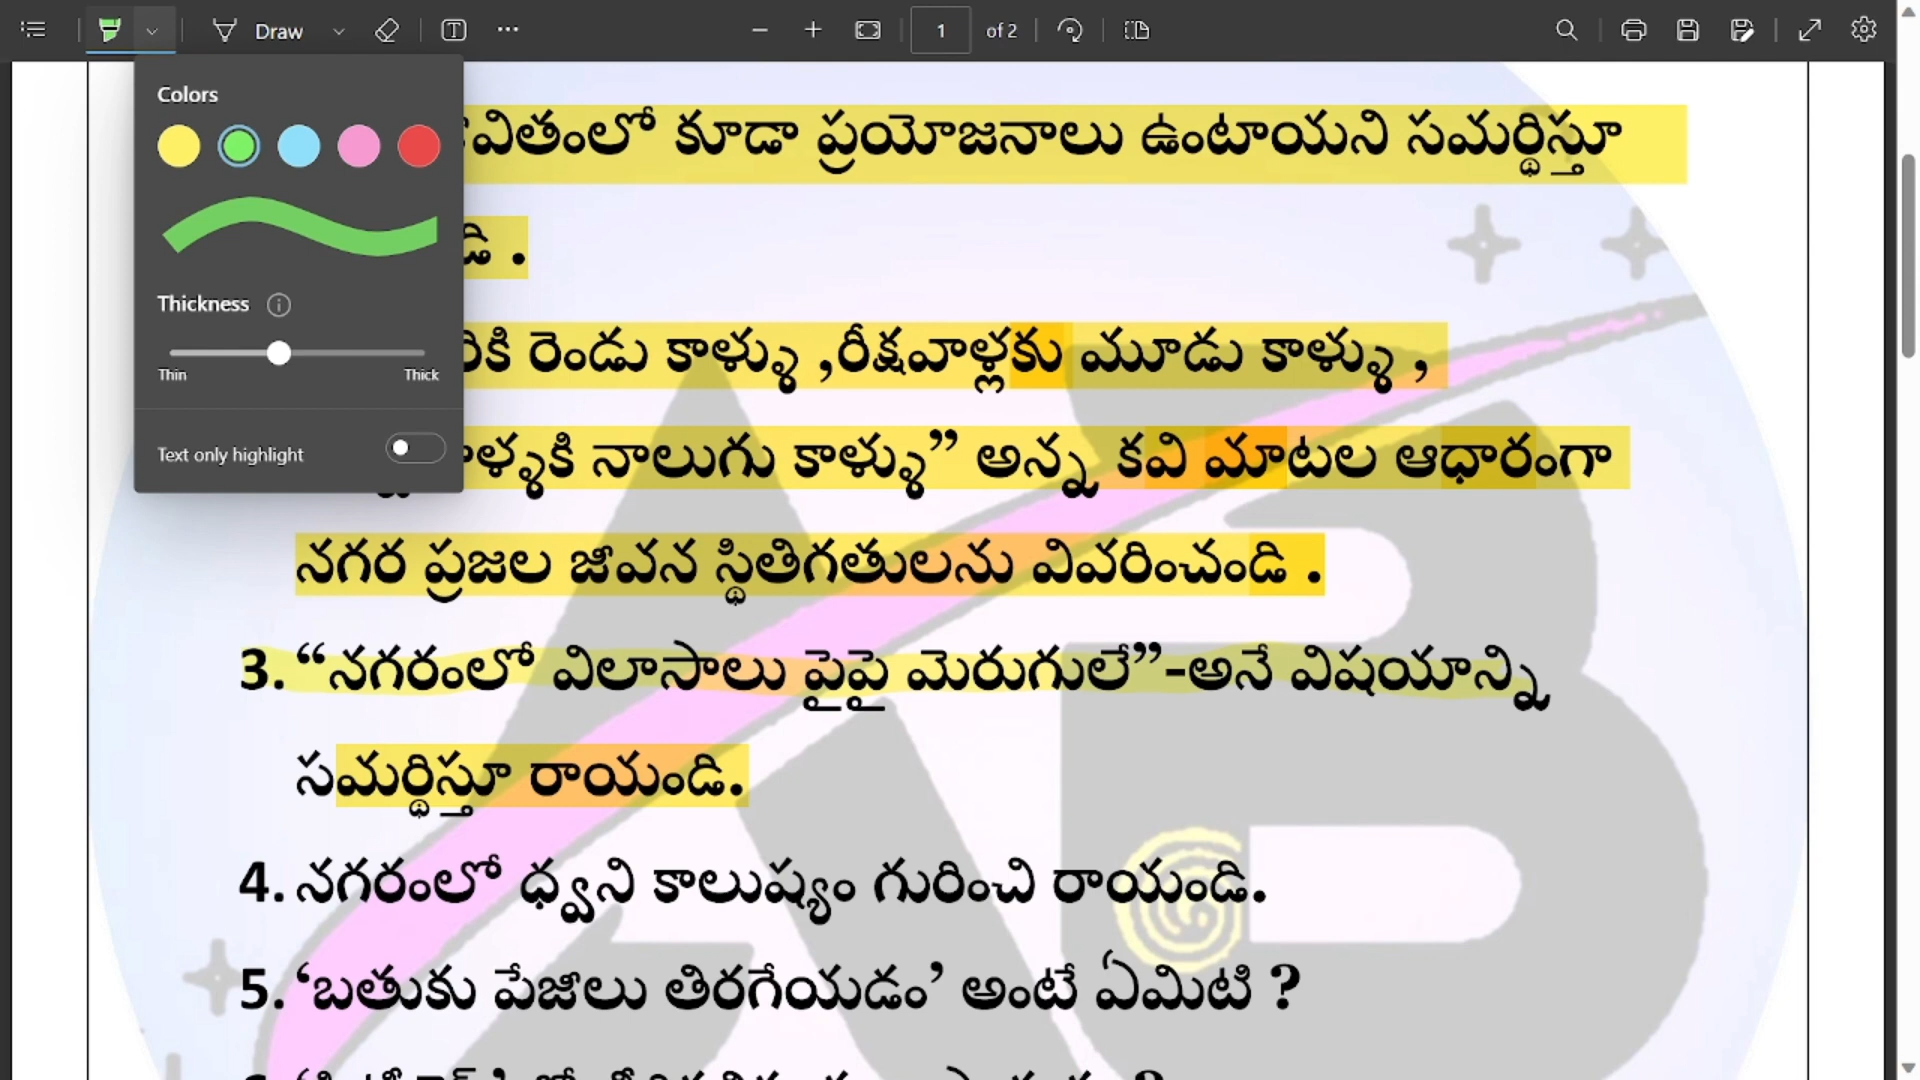 Draw
1 of 2
Colors
Thickness
Thin Thick
Text only highlight
కూడా ప్రయోజనాలు ఉంటాయని సమర్థిస్తూ
రెండు కాళ్ళు ,రీక్షవాళ్లకు మూడు కాళ్ళు ,
నాలుగు కాళ్ళు” అన్న కవి మాటల ఆధారంగా
నగర ప్రజల జీవన స్థితిగతులను వివరించండి .
3. “నగరంలో విలాసాలు పైపై మెరుగులే”-అనే విషయాన్ని
సమర్థిస్తూ రాయండి.
4. నగరంలో ధ్వని కాలుష్యం గురించి రాయండి.
5. ‘బతుకు పేజీలు తిరగేయడం’ అంటే ఏమిటి ?